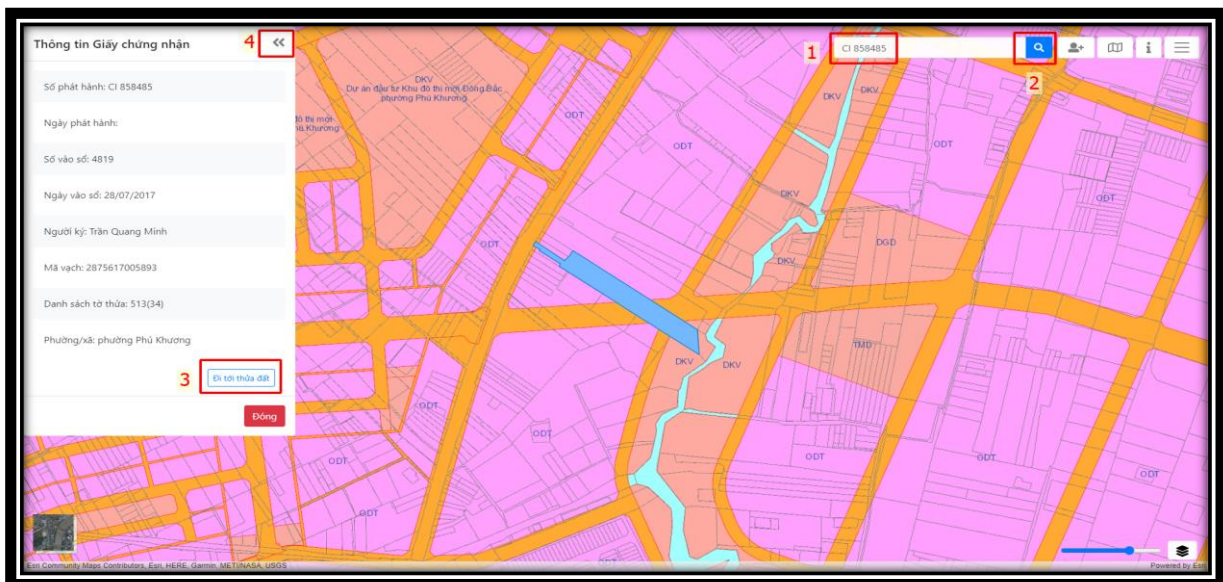 Thông tin Giấy chứng nhận
4
1
CI 858485
2
Số phát hành: CI 858485
Ngày phát hành:
Số vào sổ: 4819
Ngày vào sổ: 28/07/2017
Người ký: Trần Quang Minh
Mã vạch: 2875617005893
Danh sách tờ thửa: 513(34)
Phường/xã: phường Phú Khương
3
Đi tới thửa đất
Đóng
DKV
Dự án đầu tư Khu đô thị mới Đông Bắc
phường Phú Khương
ODT
DKV
DKV
ODT
ODT
DKV
ODT
ODT
ODT
DGD
DKV
TMD
DKV
DKV
ODT
ODT
ODT
ODT
ODT
ODT
ODT
ODT
Esri Community Maps Contributors, Esri, HERE, Garmin, METI/NASA, USGS
Powered by Esri